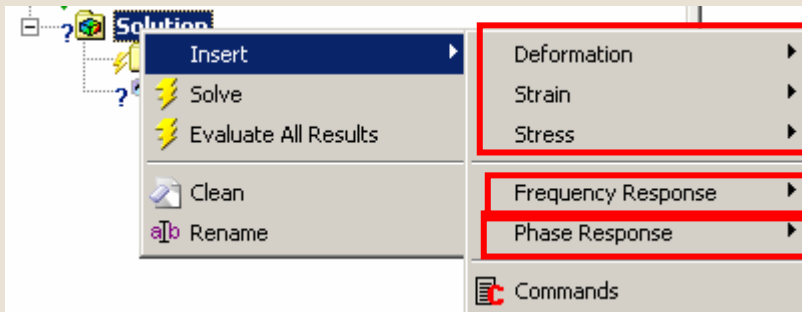 Solution
Insert
Solve
Evaluate All Results
Clean
Rename
Deformation
Strain
Stress
Frequency Response
Phase Response
Commands